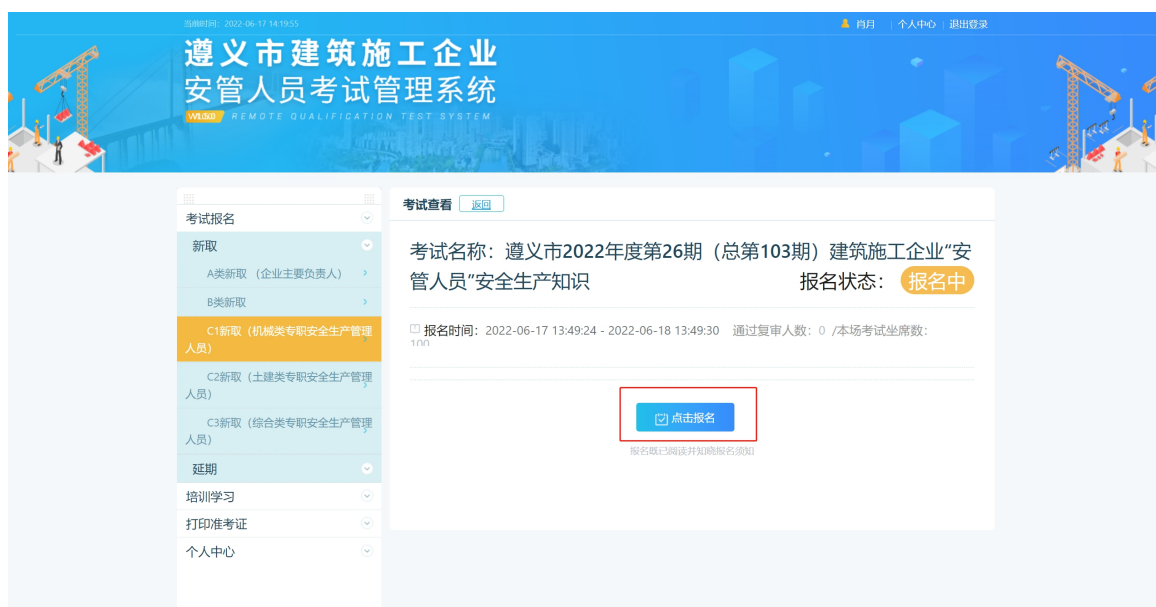 当前时间：2022-06-17 14:19:55
肖月 | 个人中心 | 退出登录
遵义市建筑施工企业
安管人员考试管理系统
REMOTE QUALIFICATION TEST SYSTEM
考试报名
新取
A类新取 （企业主要负责人）
B类新取
C1新取（机械类专职安全生产管理
人员）
C2新取（土建类专职安全生产管理
人员）
C3新取（综合类专职安全生产管理
人员）
延期
培训学习
打印准考证
个人中心
考试查看 返回
考试名称：遵义市2022年度第26期（总第103期）建筑施工企业“安
管人员”安全生产知识 报名状态： 报名中
报名时间：2022-06-17 13:49:24 - 2022-06-18 13:49:30 通过复审人数：0 /本场考试坐席数：
100
点击报名
报名既已阅读并知晓报名须知